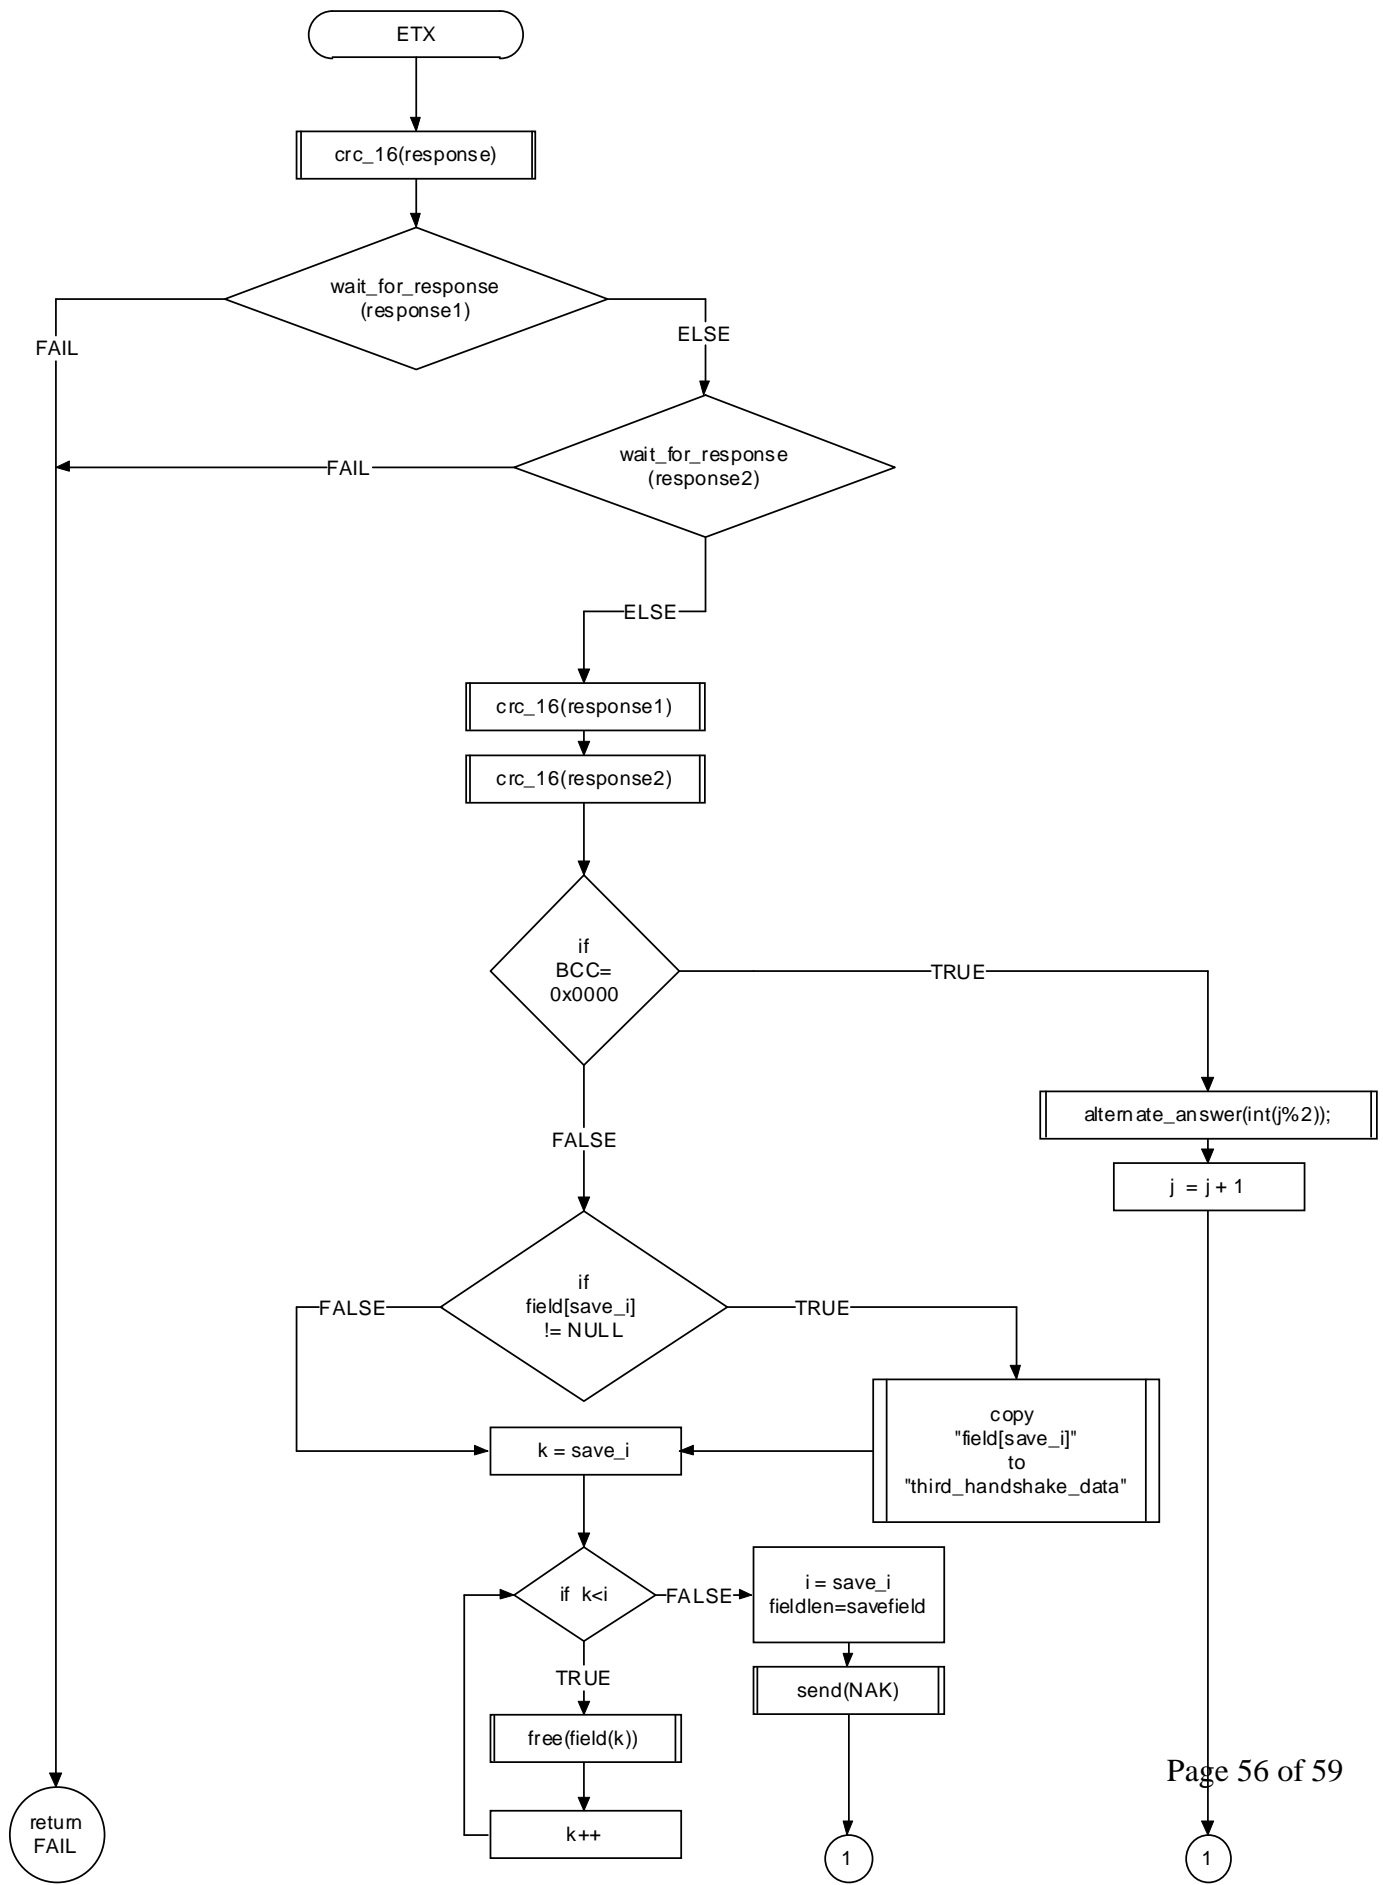 ETX
crc_16(response)
wait_for_response
(response1)
FAIL
ELSE
wait_for_response
(response2)
FAIL
ELSE
crc_16(response1)
crc_16(response2)
if
BCC=
0x0000
TRUE
alternate_answer(int(j%2));
j = j + 1
FALSE
if
field[save_i]
!= NULL
FALSE
TRUE
copy
"field[save_i]"
to
"third_handshake_data"
k = save_i
if k<i
FALSE
i = save_i
fieldlen=savefield
TRUE
send(NAK)
free(field(k))
k++
Page 56 of 59
return
FAIL
1
1